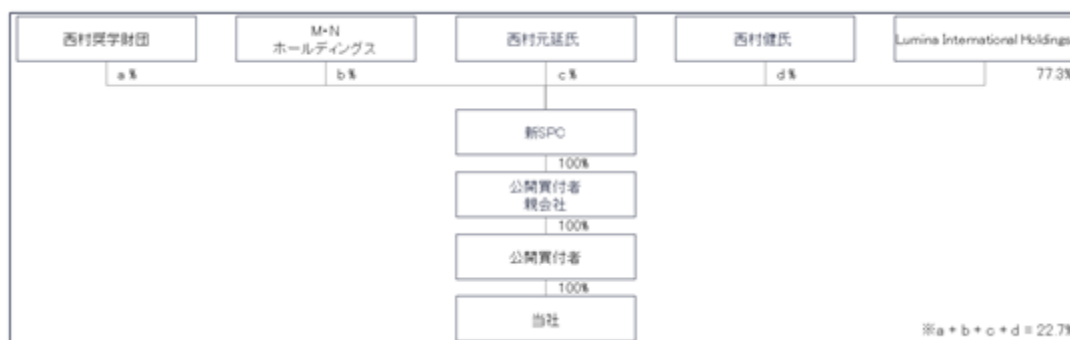 西村奨学財団
M・N
ホールディングス
西村元延氏
西村健氏
Lumina International Holdings
a％
b％
c％
d％
77.3%
新SPC
100%
公開買付者
親会社
100%
公開買付者
100%
当社
※a + b + c + d = 22.7%